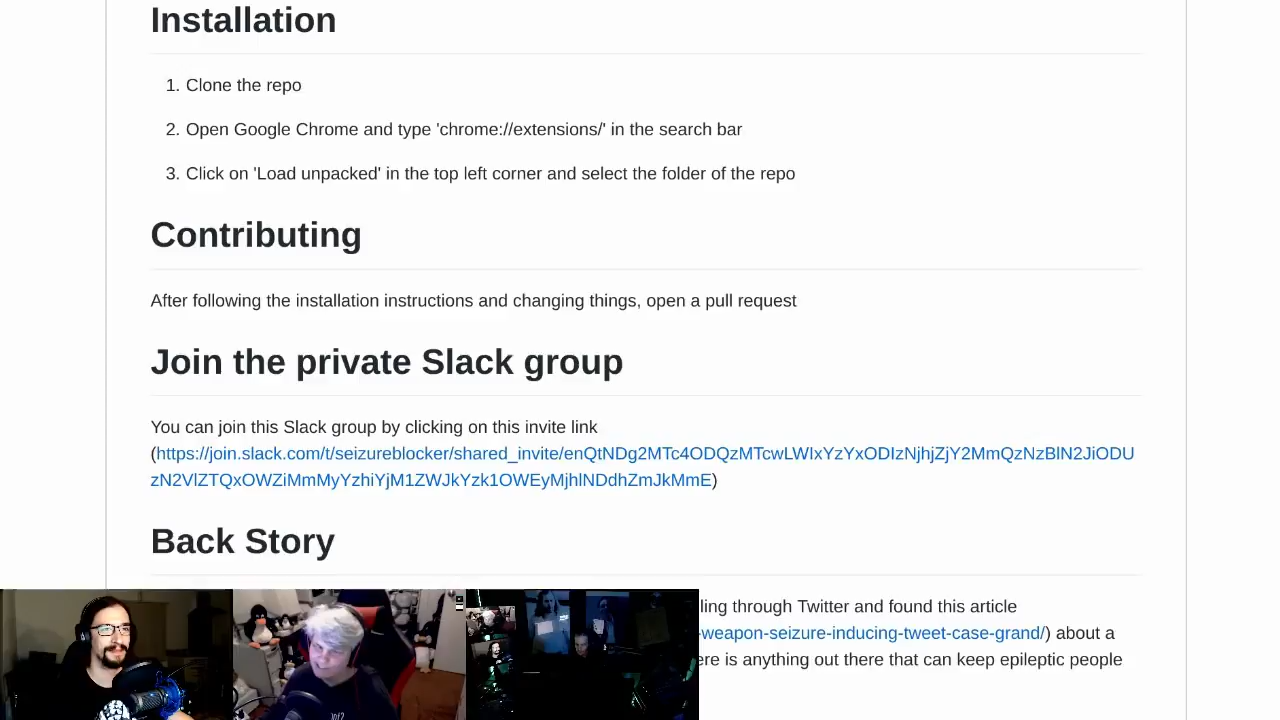 Installation
1. Clone the repo
2. Open Google Chrome and type 'chrome://extensions/' in the search bar
3. Click on 'Load unpacked' in the top left corner and select the folder of the repo
Contributing
After following the installation instructions and changing things, open a pull request
Join the private Slack group
You can join this Slack group by clicking on this invite link
(https://join.slack.com/t/seizureblocker/shared_invite/enQtNDg2MTc4ODQzMTcwLWIxYzYxODIzNjhjZjY2MmQzNzBlN2JiODU
zN2VlZTQxOWZiMmMyYzhiYjM1ZWJkYzk1OWEyMjhlNDdhZmJkMmE)
Back Story
ling through Twitter and found this article
-weapon-seizure-inducing-tweet-case-grand/) about a
ere is anything out there that can keep epileptic people